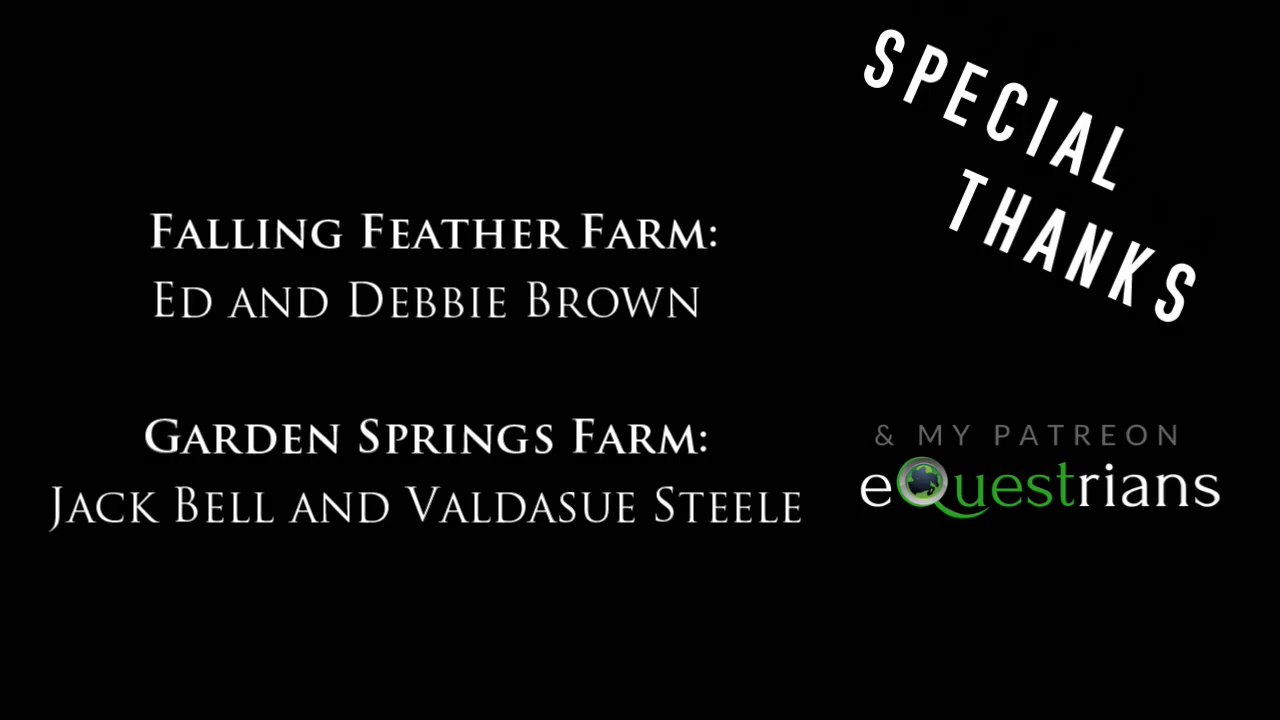 SPECIAL
THANKS
FALLING FEATHER FARM:
ED AND DEBBIE BROWN
GARDEN SPRINGS FARM:
JACK BELL AND VALDASUE STEELE
& MY PATREON
eQuestrians